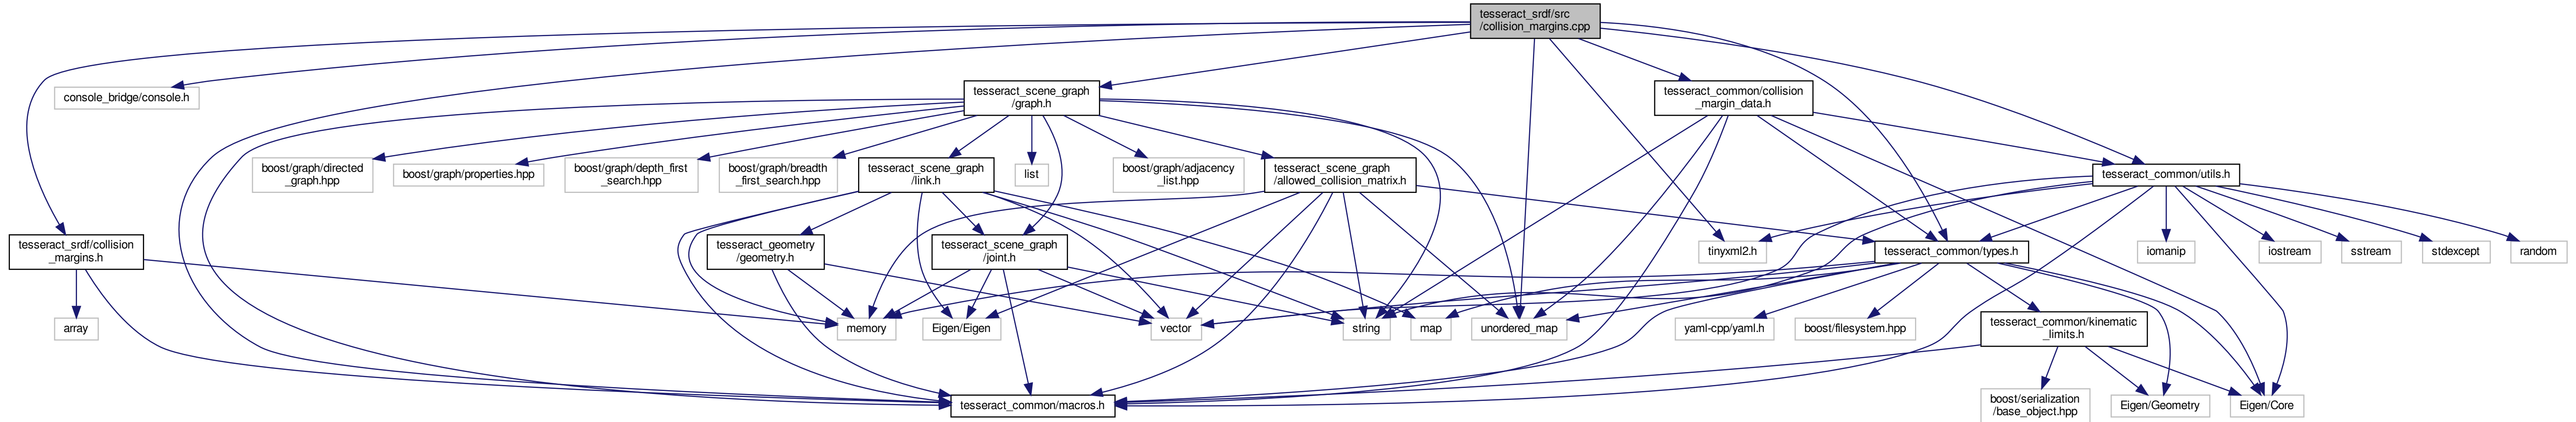 tesseract_srdf/src
/collision_margins.cpp
console_bridge/console.h
tesseract_scene_graph
/graph.h
tesseract_common/collision
_margin_data.h
boost/graph/directed
_graph.hpp
boost/graph/properties.hpp
boost/graph/depth_first
_search.hpp
boost/graph/breadth
_first_search.hpp
tesseract_scene_graph
/link.h
list
boost/graph/adjacency
_list.hpp
tesseract_scene_graph
/allowed_collision_matrix.h
tesseract_common/utils.h
tesseract_srdf/collision
_margins.h
tesseract_geometry
/geometry.h
tesseract_scene_graph
/joint.h
tinyxml2.h
tesseract_common/types.h
iomanip
iostream
sstream
stdexcept
random
array
memory
Eigen/Eigen
vector
string
map
unordered_map
yaml-cpp/yaml.h
boost/filesystem.hpp
tesseract_common/kinematic
_limits.h
tesseract_common/macros.h
boost/serialization
/base_object.hpp
Eigen/Geometry
Eigen/Core